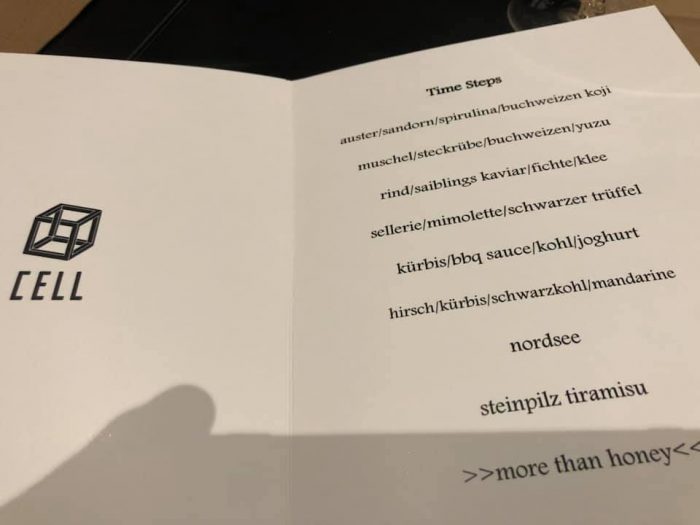 CELL
Time Steps
auster/sandorn/spirulina/buchweizen koji
muschel/steckrübe/buchweizen/yuzu
rind/saiblings kaviar/fichte/klee
sellerie/mimolette/schwarzer trüffel
kürbis/bbq sauce/kohl/joghurt
hirsch/kürbis/schwarzkohl/mandarine
nordsee
steinpilz tiramisu
>>more than honey<<